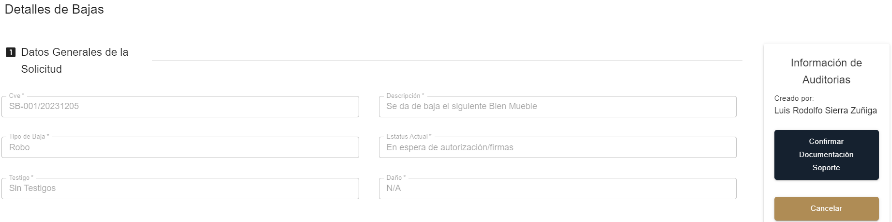 Detalles de Bajas
1 Datos Generales de la
Solicitud
Cve *
SB-001/20231205
Descripción *
Se da de baja el siguiente Bien Mueble
Tipo de Baja *
Robo
Estatus Actual *
En espera de autorización/firmas
Testigo *
Sin Testigos
Daño *
N/A
Información de
Auditorias
Creado por:
Luis Rodolfo Sierra Zuñiga
Confirmar
Documentación
Soporte
Cancelar